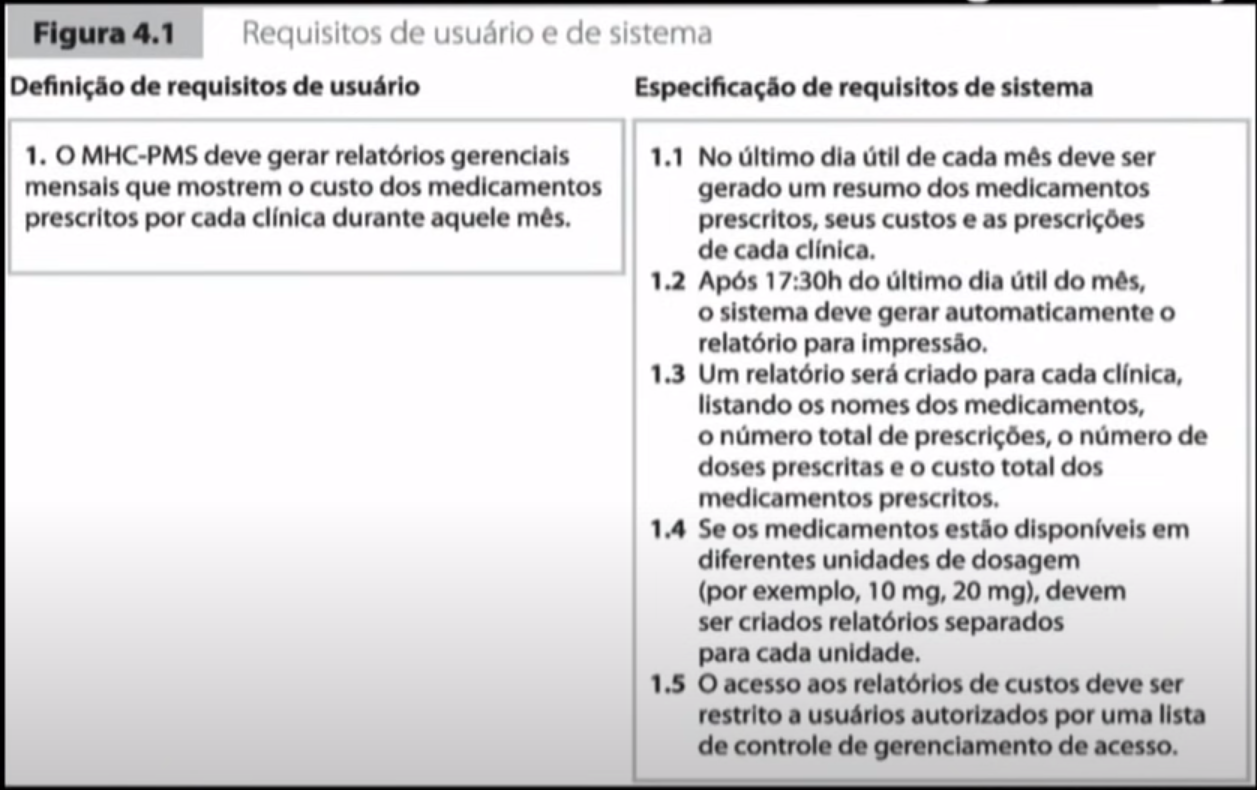 Figura 4.1 Requisitos de usuário e de sistema
Definição de requisitos de usuário
1. O MHC-PMS deve gerar relatórios gerenciais
mensais que mostrem o custo dos medicamentos
prescritos por cada clínica durante aquele mês.
Especificação de requisitos de sistema
1.1 No último dia útil de cada mês deve ser
gerado um resumo dos medicamentos
prescritos, seus custos e as prescrições
de cada clínica.
1.2 Após 17:30h do último dia útil do mês,
o sistema deve gerar automaticamente o
relatório para impressão.
1.3 Um relatório será criado para cada clínica,
listando os nomes dos medicamentos,
o número total de prescrições, o número de
doses prescritas e o custo total dos
medicamentos prescritos.
1.4 Se os medicamentos estão disponíveis em
diferentes unidades de dosagem
(por exemplo, 10 mg, 20 mg), devem
ser criados relatórios separados
para cada unidade.
1.5 O acesso aos relatórios de custos deve ser
restrito a usuários autorizados por uma lista
de controle de gerenciamento de acesso.